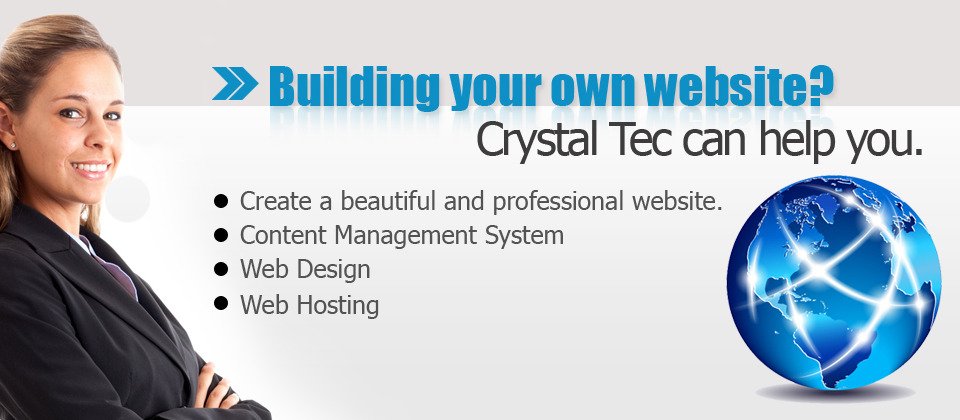 Building your own website?
Crystal Tec can help you.
Create a beautiful and professional website.
Content Management System
Web Design
Web Hosting